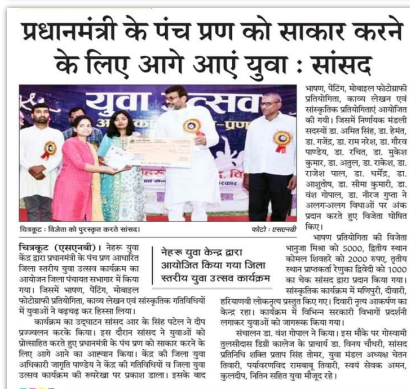 प्रधानमंत्री के पंच प्रण को साकार करने
के लिए आगे आएं युवा : सांसद
युवा उत्सव
चित्रकूट : विजेता को पुरस्कृत करते सांसद।
फोटो : एसएनबी
चित्रकूट (एसएनबी)। नेहरू युवा
केंद्र द्वारा प्रधानमंत्री के पंच प्रण आधारित
जिला स्तरीय युवा उत्सव कार्यक्रम का
आयोजन जिला पंचायत सभागार में किया
गया। जिसमें भाषण, पेंटिंग, मोबाइल
फोटोग्राफी प्रतियोगिता, काव्य लेखन एवं सांस्कृतिक गतिविधियों
में युवाओं ने बढ़चढ़ कर हिस्सा लिया।
कार्यक्रम का उद्घाटन सांसद आर के सिंह पटेल ने दीप
प्रज्ज्वलन करके किया। इस दौरान सांसद ने युवाओं को
प्रोत्साहित करते हुए प्रधानमंत्री के पंच प्रण को साकार करने के
लिए आगे आने का आह्वान किया। केंद्र की जिला युवा
अधिकारी जागृति पाण्डेय ने केंद्र की गतिविधियों व जिला युवा
उत्सव कार्यक्रम की रूपरेखा पर प्रकाश डाला। इसके बाद
नेहरू युवा केन्द्र द्वारा
आयोजित किया गया जिला
स्तरीय युवा उत्सव कार्यक्रम
भाषण, पेंटिंग, मोबाइल फोटोग्राफी
प्रतियोगिता, काव्य लेखन एवं
सांस्कृतिक प्रतियोगिताएं आयोजित
की गयी। जिसमें निर्णायक मंडली
सदस्यों डा. अमित सिंह, डा. हेमंत,
डा. गजेंद्र, डा. राम नरेश, डा. गौरव
पाण्डेय, डा. रचित, डा. मुकेश
कुमार, डा. अतुल, डा. राकेश, डा.
राजेश पाल, डा. धर्मेंद्र, डा.
आशुतोष, डा. सीमा कुमारी, डा.
वंश गोपाल, डा. नीरज गुप्ता ने
अलग-अलग विधाओं पर अंक
प्रदान करते हुए विजेता घोषित
किए।
भाषण प्रतियोगिता की विजेता
भानुजा मिश्रा को 5000, द्वितीय स्थान
कोमल शिवहरे को 2000 रुपए, तृतीय
स्थान प्राप्तकर्ता रेणुका द्विवेदी को 1000
का चेक सांसद द्वारा प्रदान किया गया।
सांस्कृतिक कार्यक्रम में मणिपुरी, दीवारी,
हरियाणवी लोकनृत्य प्रस्तुत किए गए। दिवारी नृत्य आकर्षण का
केन्द्र रहा। कार्यक्रम में विभिन्न सरकारी विभागों प्रदर्शनी
लगाकर युवाओं को जागरूक किया गया।
संचालन डा. वंश गोपाल ने किया। इस मौके पर गोस्वामी
तुलसीदास डिग्री कालेज के प्राचार्य डा. विनय चौधरी, सांसद
प्रतिनिधि शक्ति प्रताप सिंह तोमर, युवा मंडल अध्यक्ष चेतन
तिवारी, पर्यावरणविद रामबाबू तिवारी, स्वयं सेवक अमन,
कुलदीप, नितिन सहित युवा मौजूद रहे।